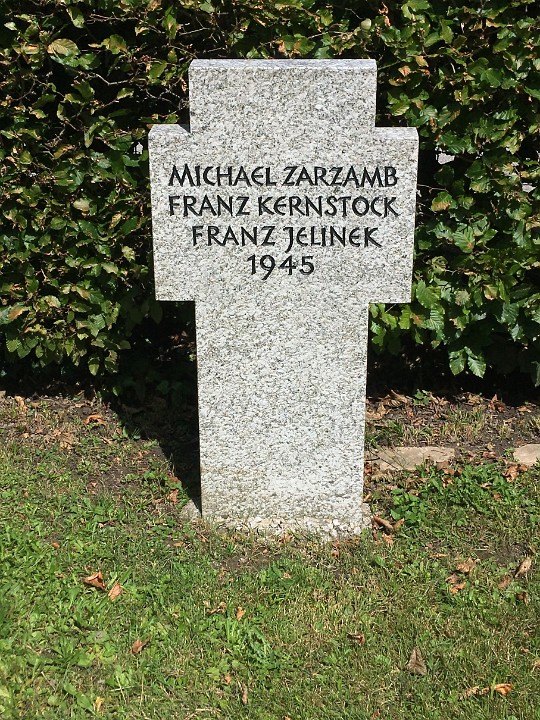 MICHAEL ZARZAMB
FRANZ KERNSTOCK
FRANZ JELINEK
1945